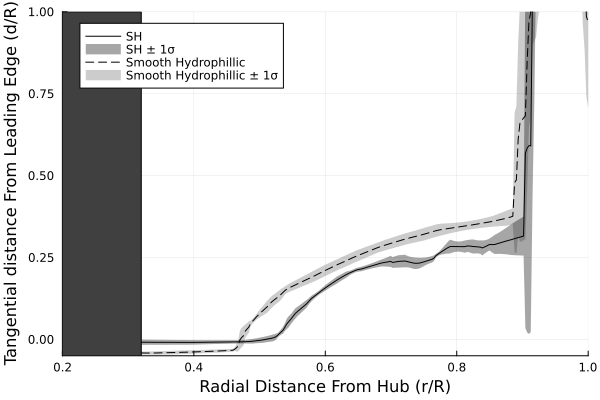 Tangential distance From Leading Edge (d/R)
1.00
0.75
0.50
0.25
0.00
SH
SH ± 1σ
Smooth Hydrophillic
Smooth Hydrophillic ± 1σ
0.2 0.4 0.6 0.8 1.0
Radial Distance From Hub (r/R)